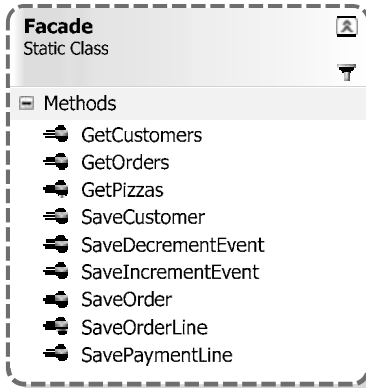 Facade
Static Class
Methods
GetCustomers
GetOrders
GetPizzas
SaveCustomer
SaveDecrementEvent
SaveIncrementEvent
SaveOrder
SaveOrderLine
SavePaymentLine